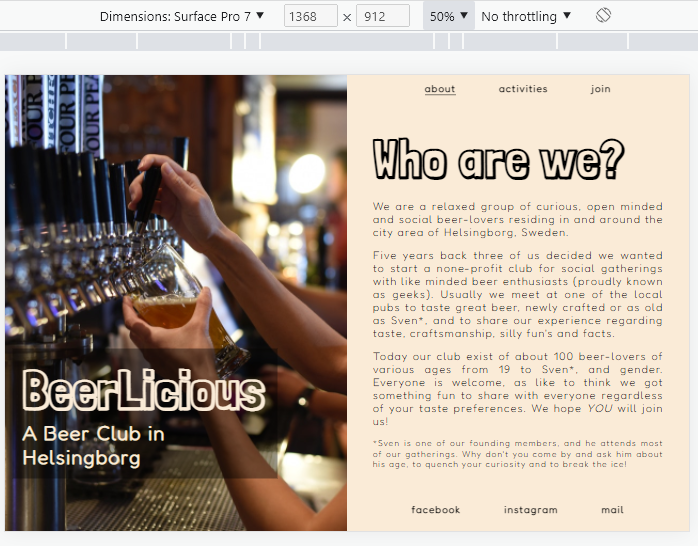 Dimensions: Surface Pro 7 ▼ 1368 × 912 50% ▼ No throttling ▼
FOUR PEA
FOUR PEA
about activities join
Who are we?
We are a relaxed group of curious, open minded
and social beer-lovers residing in and around the
city area of Helsingborg, Sweden.
Five years back three of us decided we wanted
to start a none-profit club for social gatherings
with like minded beer enthusiasts (proudly known
as geeks). Usually we meet at one of the local
pubs to taste great beer, newly crafted or as old
as Sven*, and to share our experience regarding
taste, craftsmanship, silly fun's and facts.
Today our club exist of about 100 beer-lovers of
various ages from 19 to Sven*, and gender.
Everyone is welcome, as like to think we got
something fun to share with everyone regardless
of your taste preferences. We hope YOU will join
us!
*Sven is one of our founding members, and he attends most
of our gatherings. Why don't you come by and ask him about
his age, to quench your curiosity and to break the ice!
BeerLicious
A Beer Club in
Helsingborg
facebook instagram mail